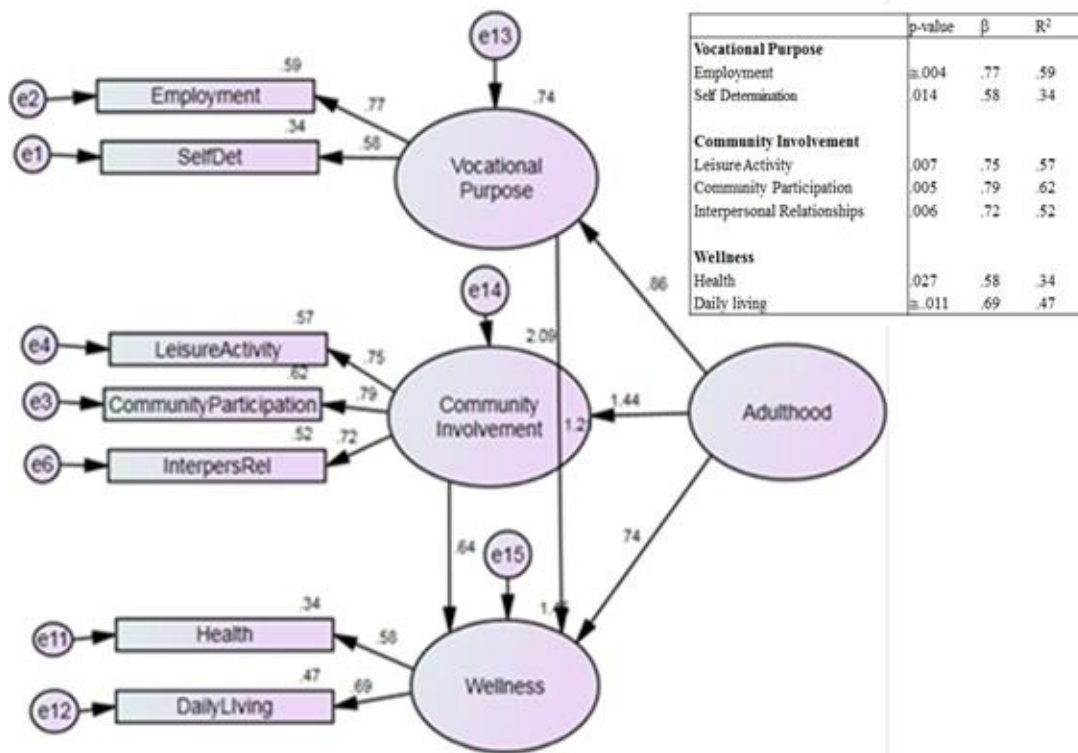 e13
e2
Employment
.59
.77
.74
e1
SelfDet
.34
.58
Vocational
Purpose
e14
.86
e4
LeisureActivity
.57
.75
2.09
e3
CommunityParticipation
.62
.79
Community
Involvement
1.44
Adulthood
e6
InterpersRel
.52
.72
.64
e15
.74
e11
Health
.34
.58
Wellness
e12
DailyLIving
.47
.69
p-value β R²
Vocational Purpose
Employment ≅.004 .77 .59
Self Determination .014 .58 .34
Community Involvement
Leisure Activity .007 .75 .57
Community Participation .005 .79 .62
Interpersonal Relationships .006 .72 .52
Wellness
Health .027 .58 .34
Daily living ≅.011 .69 .47